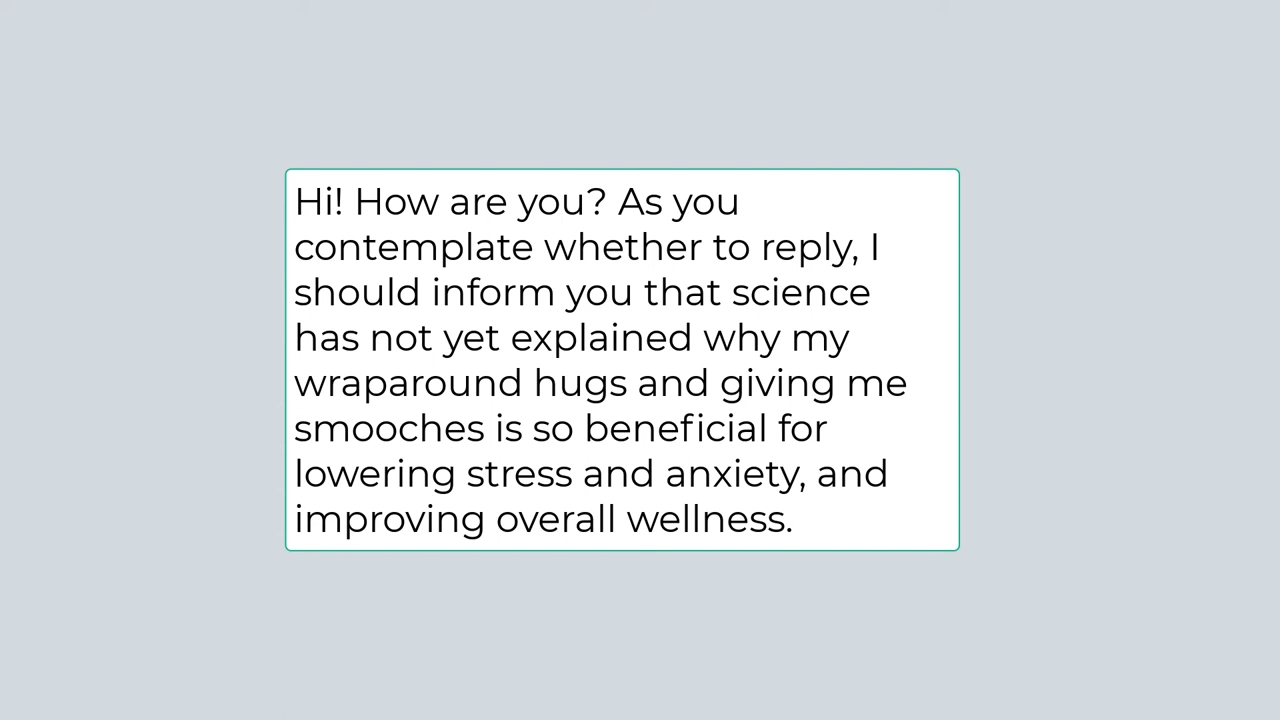 Hi! How are you? As you
contemplate whether to reply, I
should inform you that science
has not yet explained why my
wraparound hugs and giving me
smooches is so beneficial for
lowering stress and anxiety, and
improving overall wellness.